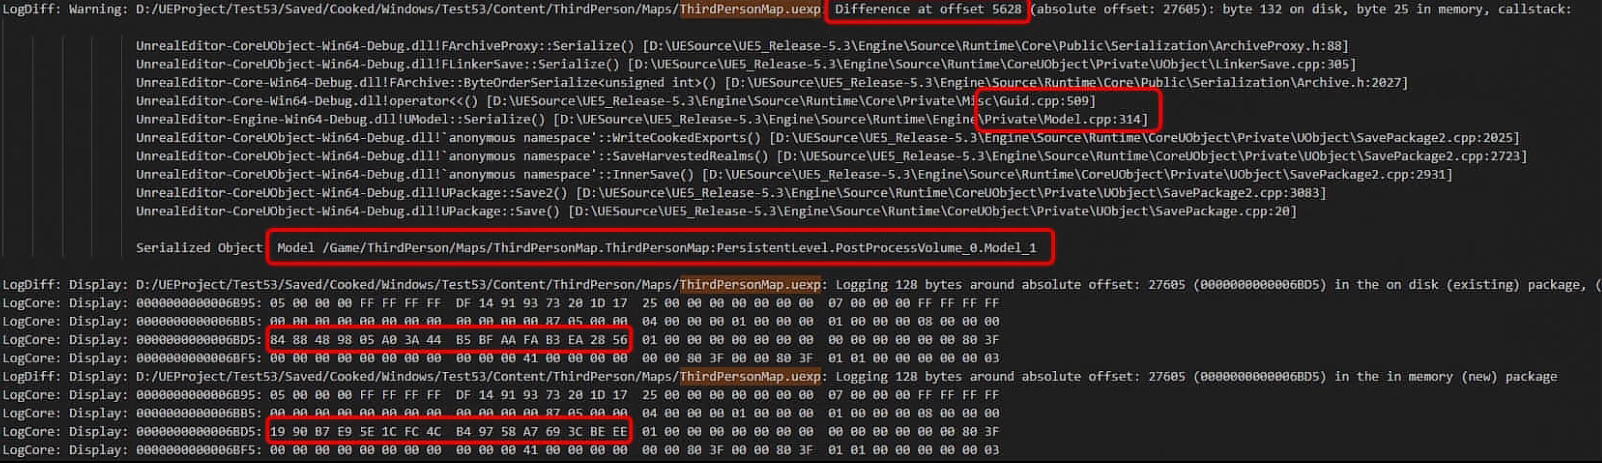 LogDiff: Warning: D:/UEProject/Test53/Saved/Cooked/Windows/Test53/Content/ThirdPerson/Maps/ThirdPersonMap.uexp: Difference at offset 5628 (absolute offset: 27605): byte 132 on disk, byte 25 in memory, callstack:
UnrealEditor-CoreUObject-Win64-Debug.dll!FArchiveProxy::Serialize() [D:\UESource\UE5_Release-5.3\Engine\Source\Runtime\Core\Public\Serialization\ArchiveProxy.h:88]
UnrealEditor-CoreUObject-Win64-Debug.dll!FLinkerSave::Serialize() [D:\UESource\UE5_Release-5.3\Engine\Source\Runtime\CoreUObject\Private\UObject\LinkerSave.cpp:305]
UnrealEditor-Core-Win64-Debug.dll!FArchive::ByteOrderSerialize<unsigned int>() [D:\UESource\UE5_Release-5.3\Engine\Source\Runtime\Core\Public\Serialization\Archive.h:2027]
UnrealEditor-Core-Win64-Debug.dll!operator<<() [D:\UESource\UE5_Release-5.3\Engine\Source\Runtime\Core\Private\Misc\Guid.cpp:509]
UnrealEditor-Engine-Win64-Debug.dll!UModel::Serialize() [D:\UESource\UE5_Release-5.3\Engine\Source\Runtime\Engine\Private\Model.cpp:314]
UnrealEditor-CoreUObject-Win64-Debug.dll!`anonymous namespace'::WriteCookedExports() [D:\UESource\UE5_Release-5.3\Engine\Source\Runtime\CoreUObject\Private\UObject\SavePackage2.cpp:2025]
UnrealEditor-CoreUObject-Win64-Debug.dll!`anonymous namespace'::SaveHarvestedRealms() [D:\UESource\UE5_Release-5.3\Engine\Source\Runtime\CoreUObject\Private\UObject\SavePackage2.cpp:2723]
UnrealEditor-CoreUObject-Win64-Debug.dll!`anonymous namespace'::InnerSave() [D:\UESource\UE5_Release-5.3\Engine\Source\Runtime\CoreUObject\Private\UObject\SavePackage2.cpp:2931]
UnrealEditor-CoreUObject-Win64-Debug.dll!UPackage::Save2() [D:\UESource\UE5_Release-5.3\Engine\Source\Runtime\CoreUObject\Private\UObject\SavePackage2.cpp:3083]
UnrealEditor-CoreUObject-Win64-Debug.dll!UPackage::Save() [D:\UESource\UE5_Release-5.3\Engine\Source\Runtime\CoreUObject\Private\UObject\SavePackage.cpp:20]
Serialized Object: Model /Game/ThirdPerson/Maps/ThirdPersonMap.ThirdPersonMap:PersistentLevel.PostProcessVolume_0.Model_1
LogDiff: Display: D:/UEProject/Test53/Saved/Cooked/Windows/Test53/Content/ThirdPerson/Maps/ThirdPersonMap.uexp: Logging 128 bytes around absolute offset: 27605 (0000000000006BD5) in the on disk (existing) package, (
LogCore: Display: 0000000000006B95: 05 00 00 00 FF FF FF FF DF 14 91 93 73 20 1D 17 25 00 00 00 00 00 00 00 07 00 00 00 FF FF FF FF
LogCore: Display: 0000000000006BB5: 00 00 00 00 00 00 00 00 00 00 00 00 87 05 00 00 04 00 00 00 01 00 00 00 01 00 00 00 08 00 00 00
LogCore: Display: 0000000000006BD5: 84 88 48 98 05 A0 3A 44 B5 BF AA FA B3 EA 28 56 01 00 00 00 00 00 00 00 00 00 00 00 00 00 80 3F
LogCore: Display: 0000000000006BF5: 00 00 00 00 00 00 00 00 00 00 00 41 00 00 00 00 00 00 80 3F 00 00 80 3F 01 01 00 00 00 00 00 03
LogDiff: Display: D:/UEProject/Test53/Saved/Cooked/Windows/Test53/Content/ThirdPerson/Maps/ThirdPersonMap.uexp: Logging 128 bytes around absolute offset: 27605 (0000000000006BD5) in the in memory (new) package
LogCore: Display: 0000000000006B95: 05 00 00 00 FF FF FF FF DF 14 91 93 73 20 1D 17 25 00 00 00 00 00 00 00 07 00 00 00 FF FF FF FF
LogCore: Display: 0000000000006BB5: 00 00 00 00 00 00 00 00 00 00 00 00 87 05 00 00 04 00 00 00 01 00 00 00 01 00 00 00 08 00 00 00
LogCore: Display: 0000000000006BD5: 19 90 B7 E9 5E 1C FC 4C B4 97 58 A7 69 3C BE EE 01 00 00 00 00 00 00 00 00 00 00 00 00 00 80 3F
LogCore: Display: 0000000000006BF5: 00 00 00 00 00 00 00 00 00 00 00 41 00 00 00 00 00 00 80 3F 00 00 80 3F 01 01 00 00 00 00 00 03